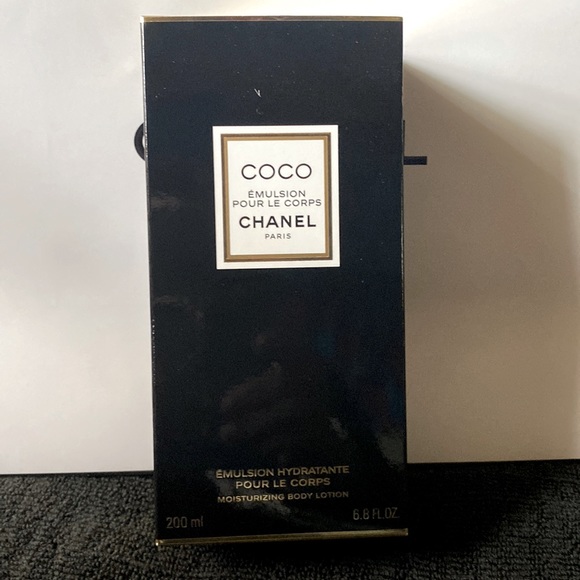 COCO
ÉMULSION
POUR LE CORPS
CHANEL
PARIS
ÉMULSION HYDRATANTE
POUR LE CORPS
MOISTURIZING BODY LOTION
200 ml 6.8 FL.OZ.